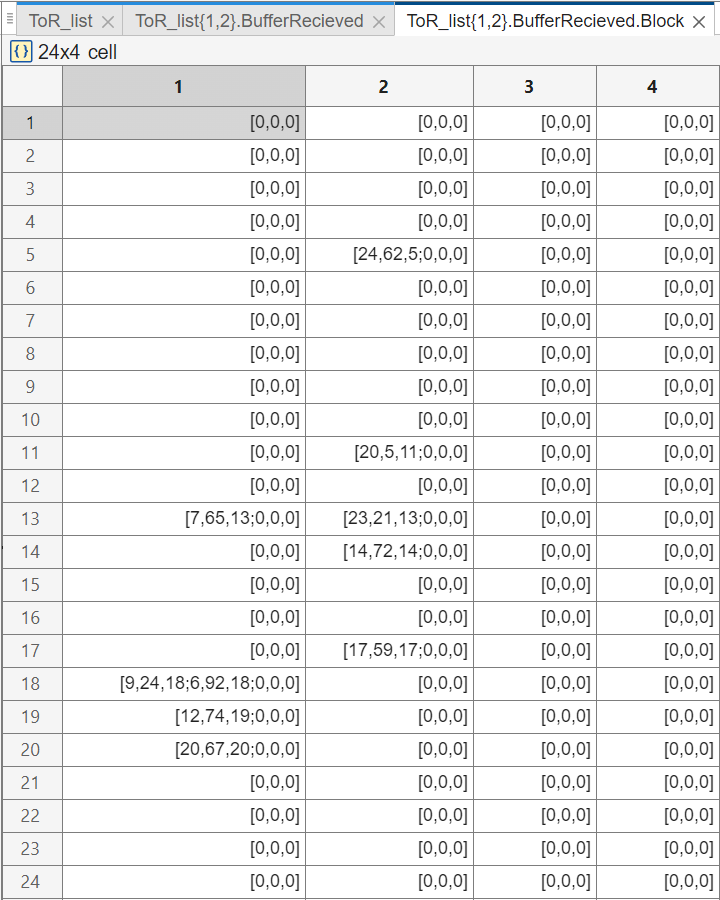 ToR_list × ToR_list{1,2}.BufferRecieved × ToR_list{1,2}.BufferRecieved.Block ×
{} 24x4 cell
1 2 3 4
1 [0,0,0] [0,0,0] [0,0,0] [0,0,0]
2 [0,0,0] [0,0,0] [0,0,0] [0,0,0]
3 [0,0,0] [0,0,0] [0,0,0] [0,0,0]
4 [0,0,0] [0,0,0] [0,0,0] [0,0,0]
5 [0,0,0] [24,62,5;0,0,0] [0,0,0] [0,0,0]
6 [0,0,0] [0,0,0] [0,0,0] [0,0,0]
7 [0,0,0] [0,0,0] [0,0,0] [0,0,0]
8 [0,0,0] [0,0,0] [0,0,0] [0,0,0]
9 [0,0,0] [0,0,0] [0,0,0] [0,0,0]
10 [0,0,0] [0,0,0] [0,0,0] [0,0,0]
11 [0,0,0] [20,5,11;0,0,0] [0,0,0] [0,0,0]
12 [0,0,0] [0,0,0] [0,0,0] [0,0,0]
13 [7,65,13;0,0,0] [23,21,13;0,0,0] [0,0,0] [0,0,0]
14 [0,0,0] [14,72,14;0,0,0] [0,0,0] [0,0,0]
15 [0,0,0] [0,0,0] [0,0,0] [0,0,0]
16 [0,0,0] [0,0,0] [0,0,0] [0,0,0]
17 [0,0,0] [17,59,17;0,0,0] [0,0,0] [0,0,0]
18 [9,24,18;6,92,18;0,0,0] [0,0,0] [0,0,0] [0,0,0]
19 [12,74,19;0,0,0] [0,0,0] [0,0,0] [0,0,0]
20 [20,67,20;0,0,0] [0,0,0] [0,0,0] [0,0,0]
21 [0,0,0] [0,0,0] [0,0,0] [0,0,0]
22 [0,0,0] [0,0,0] [0,0,0] [0,0,0]
23 [0,0,0] [0,0,0] [0,0,0] [0,0,0]
24 [0,0,0] [0,0,0] [0,0,0] [0,0,0]